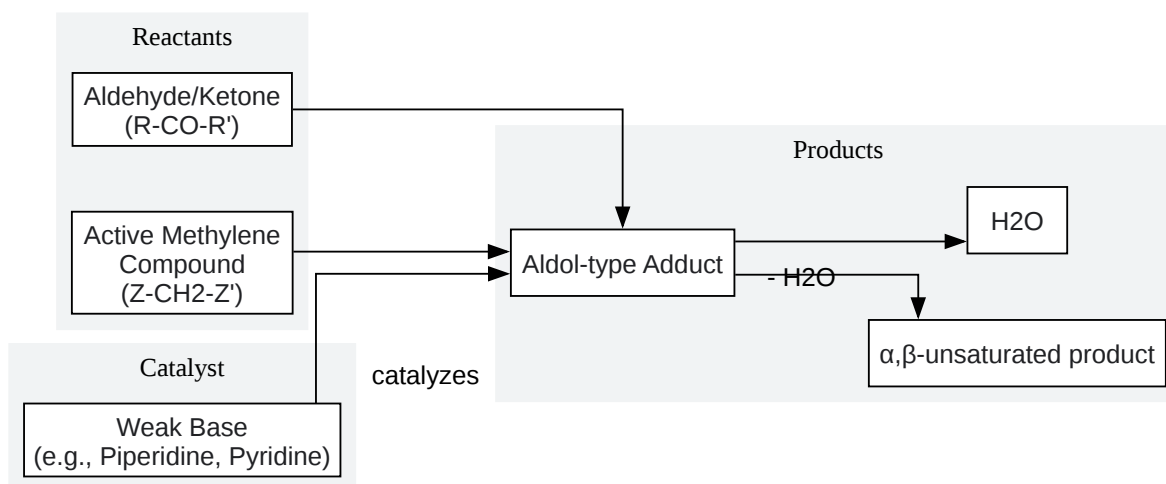 Reactants
Aldehyde/Ketone
(R-CO-R')
Active Methylene
Compound
(Z-CH2-Z')
Catalyst
Weak Base
(e.g., Piperidine, Pyridine)
catalyzes
Products
Aldol-type Adduct
- H2O
H2O
α,β-unsaturated product